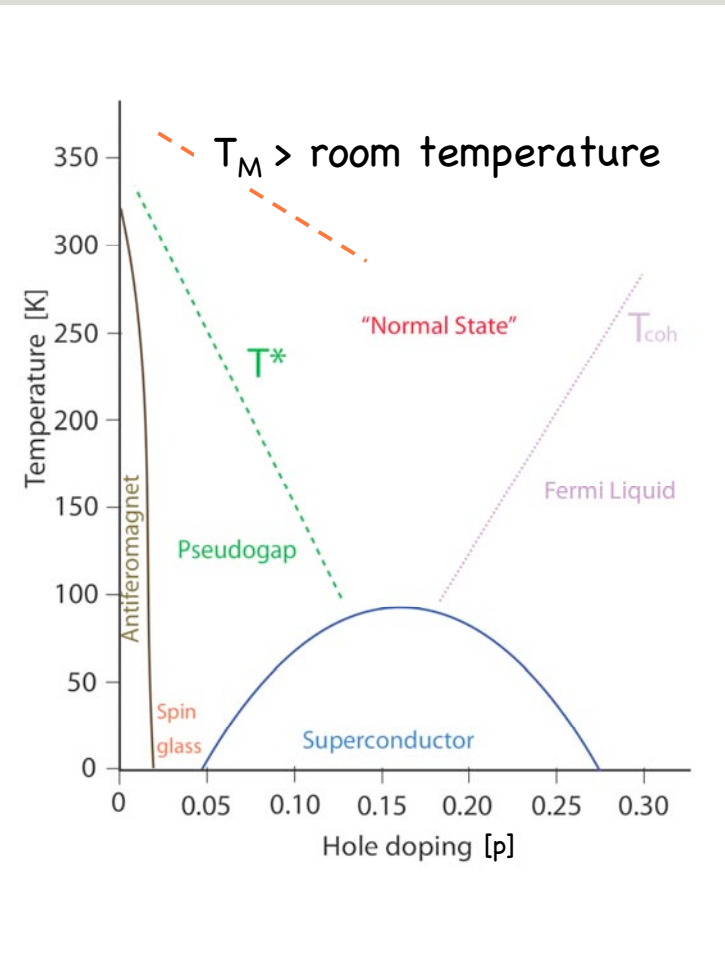 T_M > room temperature
350
300
250
200
150
100
50
0
Temperature [K]
"Normal State"
T_coh
T*
Fermi Liquid
Antiferomagnet
Pseudogap
Spin
glass
Superconductor
0 0.05 0.10 0.15 0.20 0.25 0.30
Hole doping [p]